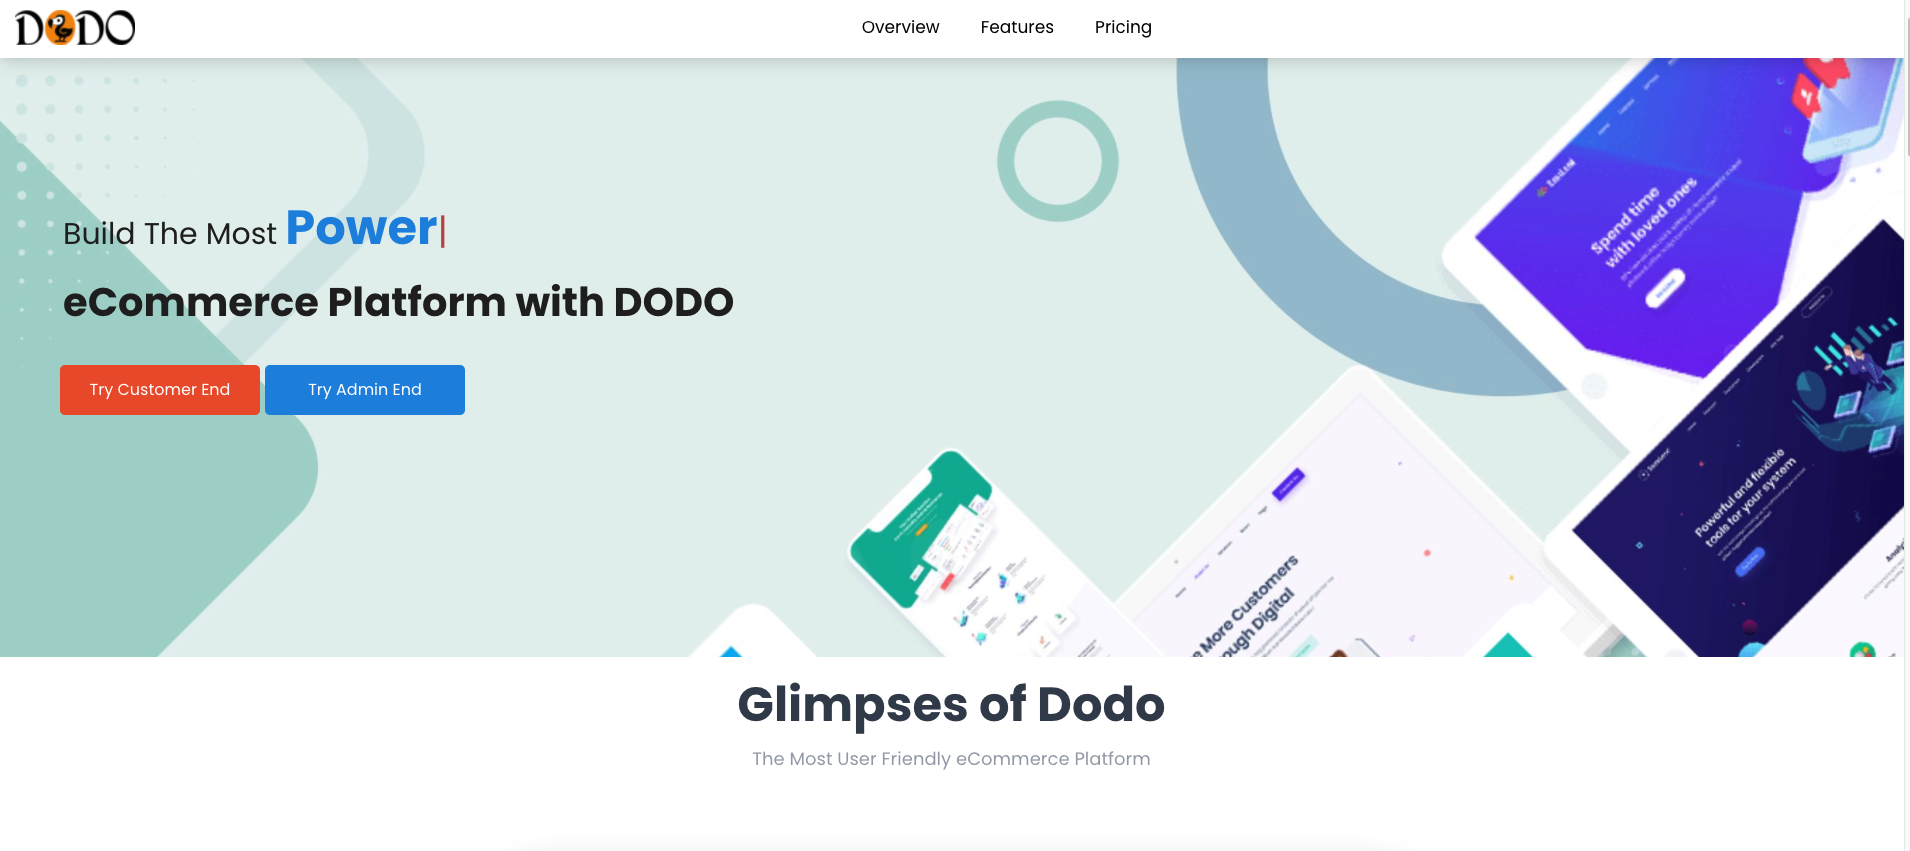 DODO
Overview Features Pricing
Build The Most Power|
eCommerce Platform with DODO
Try Customer End Try Admin End
Spend time
with loved ones
Powerful and flexible
tools for your system
More Customers
ough Digital
Glimpses of Dodo
The Most User Friendly eCommerce Platform